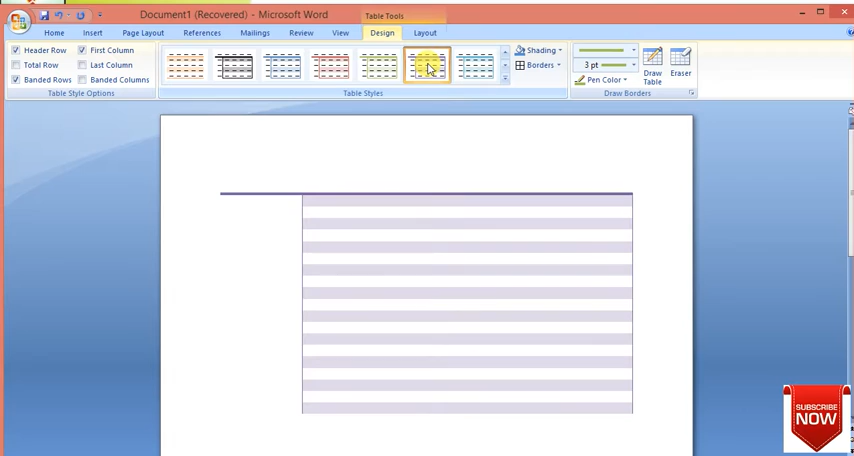 Document1 (Recovered) - Microsoft Word
Table Tools
Home Insert Page Layout References Mailings Review View Design Layout
Header Row First Column
Total Row Last Column
Banded Rows Banded Columns
Table Style Options
Table Styles
Shading
Borders
3 pt
Pen Color
Draw Table
Eraser
Draw Borders
SUBSCRIBE
NOW